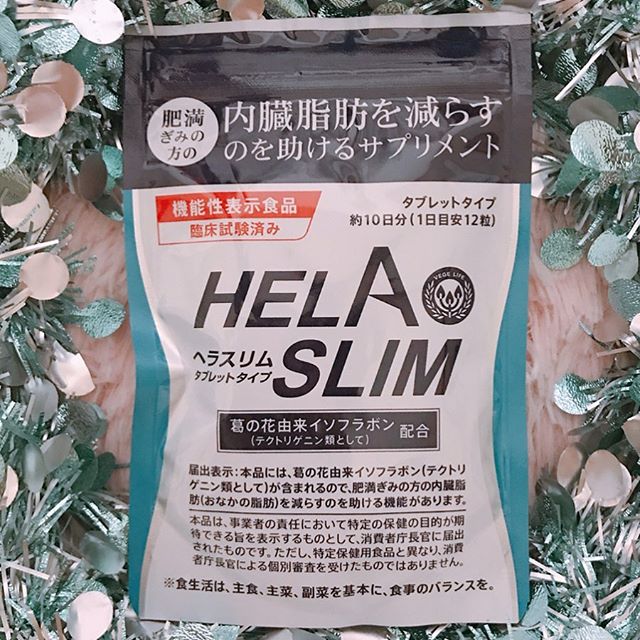 肥満
ぎみの
方の
内臓脂肪を減らす
のを助けるサプリメント
機能性表示食品
臨床試験済み
タブレットタイプ
約10日分(1日目安12粒)
HELA
VEGE LIFE
ヘラスリム
タブレットタイプ
SLIM
葛の花由来イソフラボン
(テクトリゲニン類として)
配合
届出表示:本品には、葛の花由来イソフラボン(テクトリ
ゲニン類として)が含まれるので、肥満ぎみの方の内臓脂
肪(おなかの脂肪)を減らすのを助ける機能があります。
本品は、事業者の責任において特定の保健の目的が期
待できる旨を表示するものとして、消費者庁長官に届出
されたものです。ただし、特定保健用食品と異なり、消費
者庁長官による個別審査を受けたものではありません。
※食生活は、主食、主菜、副菜を基本に、食事のバランスを。